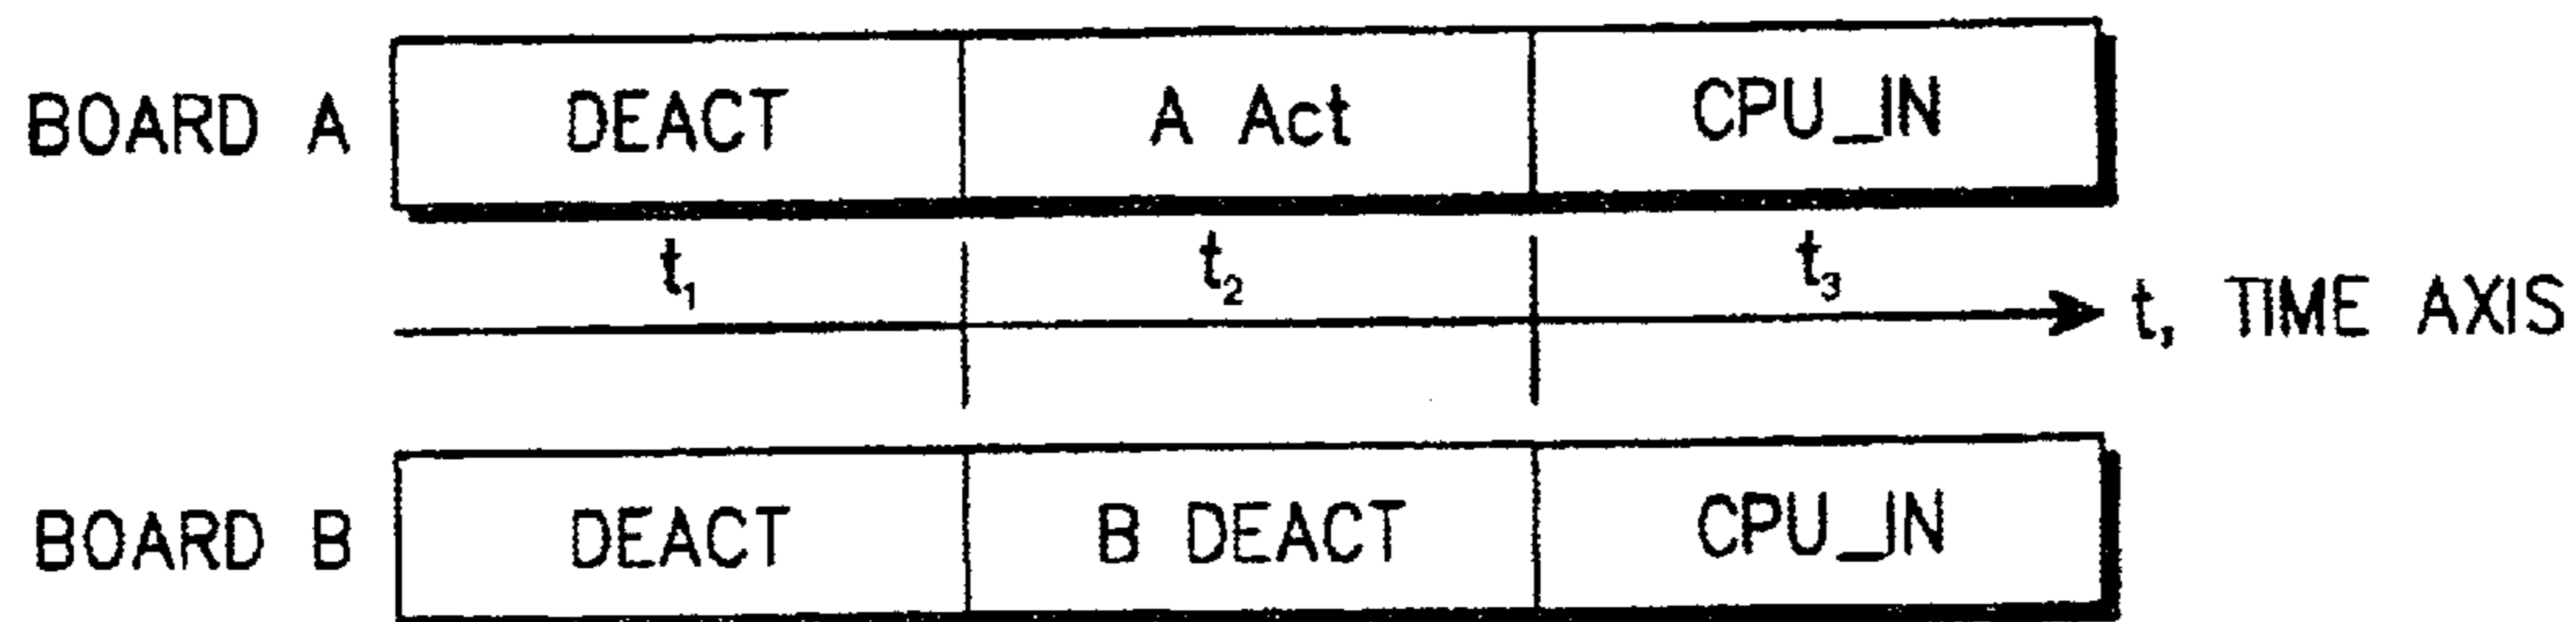 BOARD A DEACT A Act CPU_IN
t₁ t₂ t₃
t, TIME AXIS
BOARD B DEACT B DEACT CPU_IN